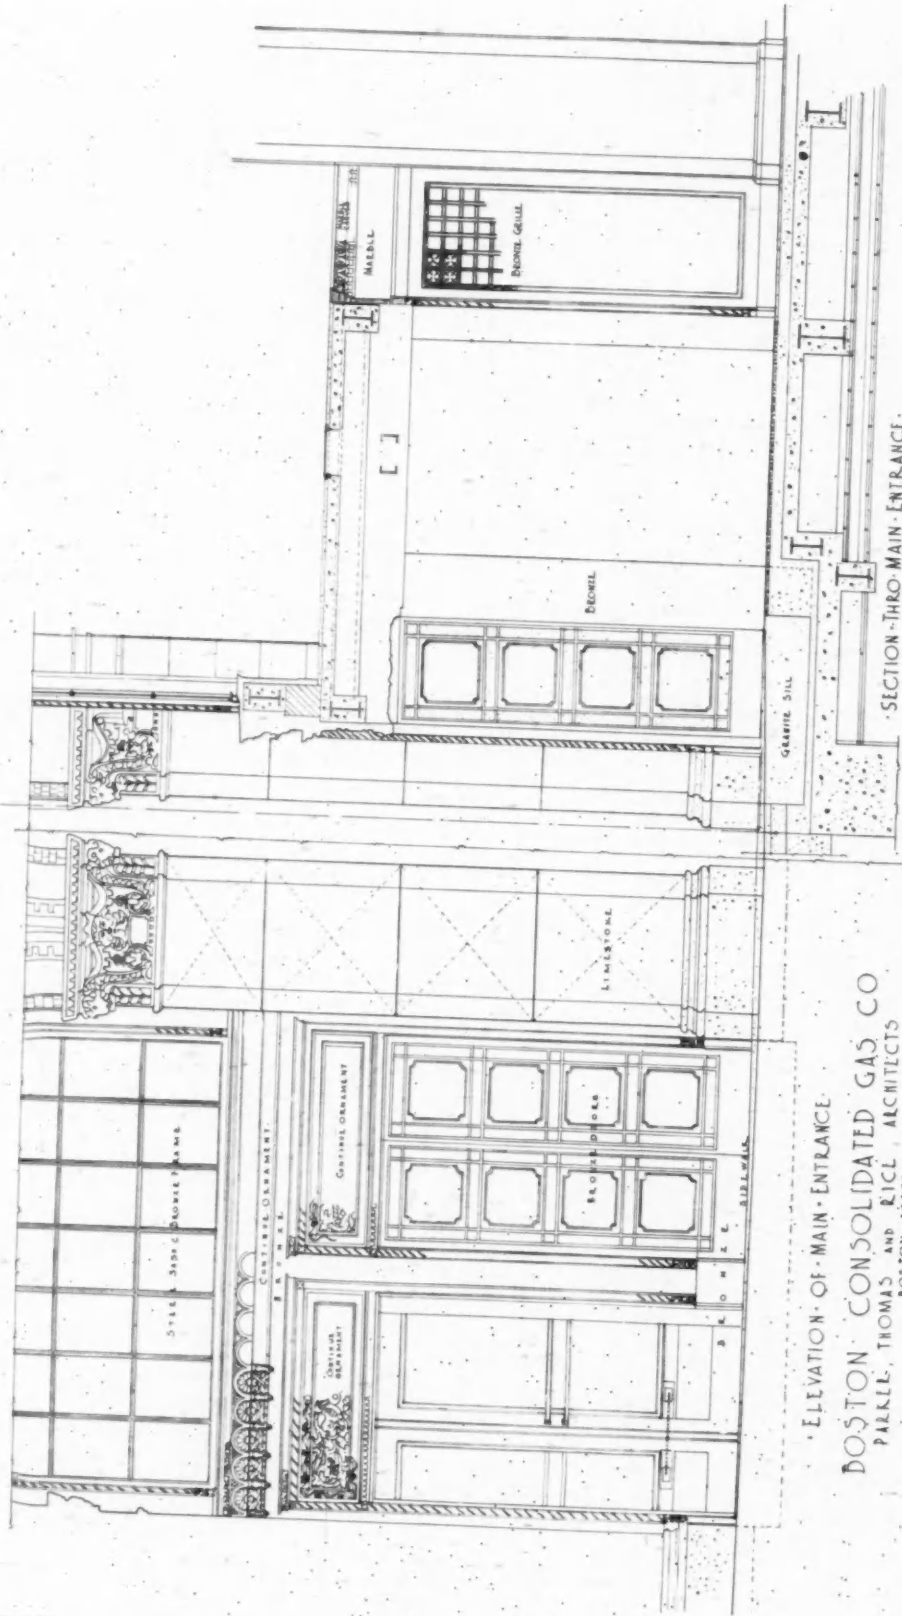 STEEL SASH & BRONZE FRAME
CONTINUE ORNAMENT
BRONZE
CONTINUE
ORNAMENT
CONTINUE ORNAMENT
BRONZE DOORS
LIMESTONE
BRONZE
SIDEWALK
BRONZE
GRANITE SILL
MARBLE
BRONZE GRILLE
·ELEVATION·OF·MAIN·ENTRANCE·
·SECTION·THRO·MAIN·ENTRANCE·
BOSTON CONSOLIDATED GAS CO
PARKER, THOMAS AND RICE, ARCHITECTS
BOSTON